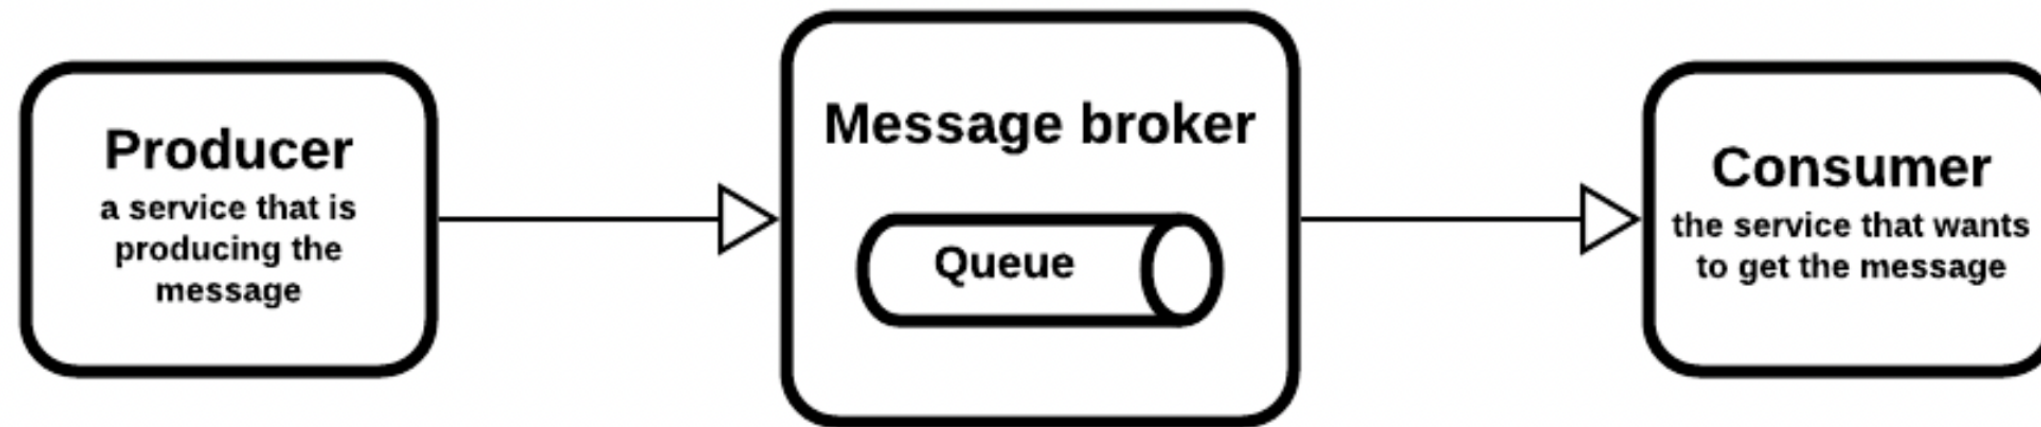 Producer
a service that is
producing the
message
Message broker
Queue
Consumer
the service that wants
to get the message